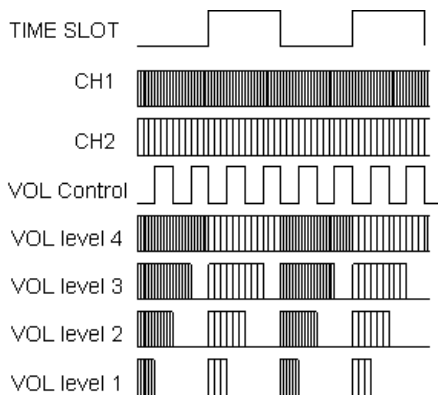 TIME SLOT
CH1
CH2
VOL Control
VOL level 4
VOL level 3
VOL level 2
VOL level 1